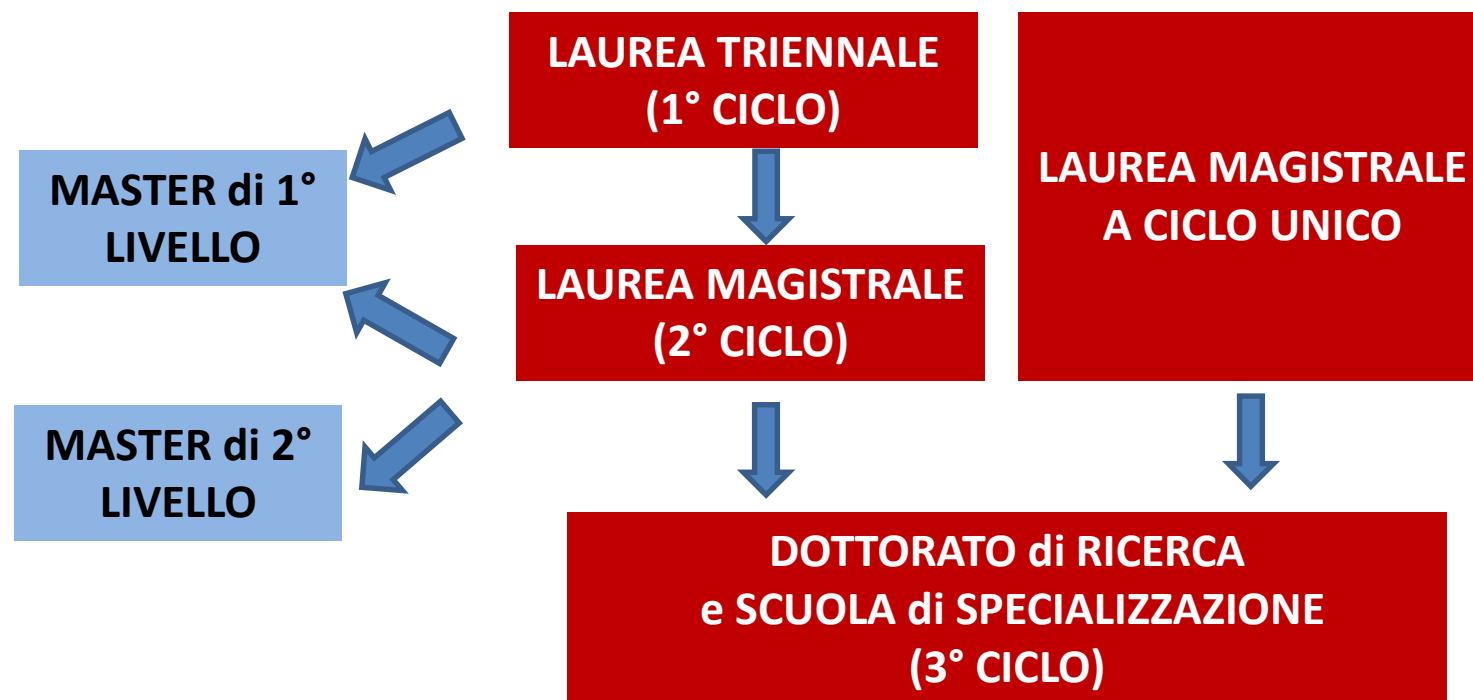 LAUREA TRIENNALE
(1° CICLO)
LAUREA MAGISTRALE
A CICLO UNICO
MASTER di 1°
LIVELLO
LAUREA MAGISTRALE
(2° CICLO)
MASTER di 2°
LIVELLO
DOTTORATO di RICERCA
e SCUOLA di SPECIALIZZAZIONE
(3° CICLO)